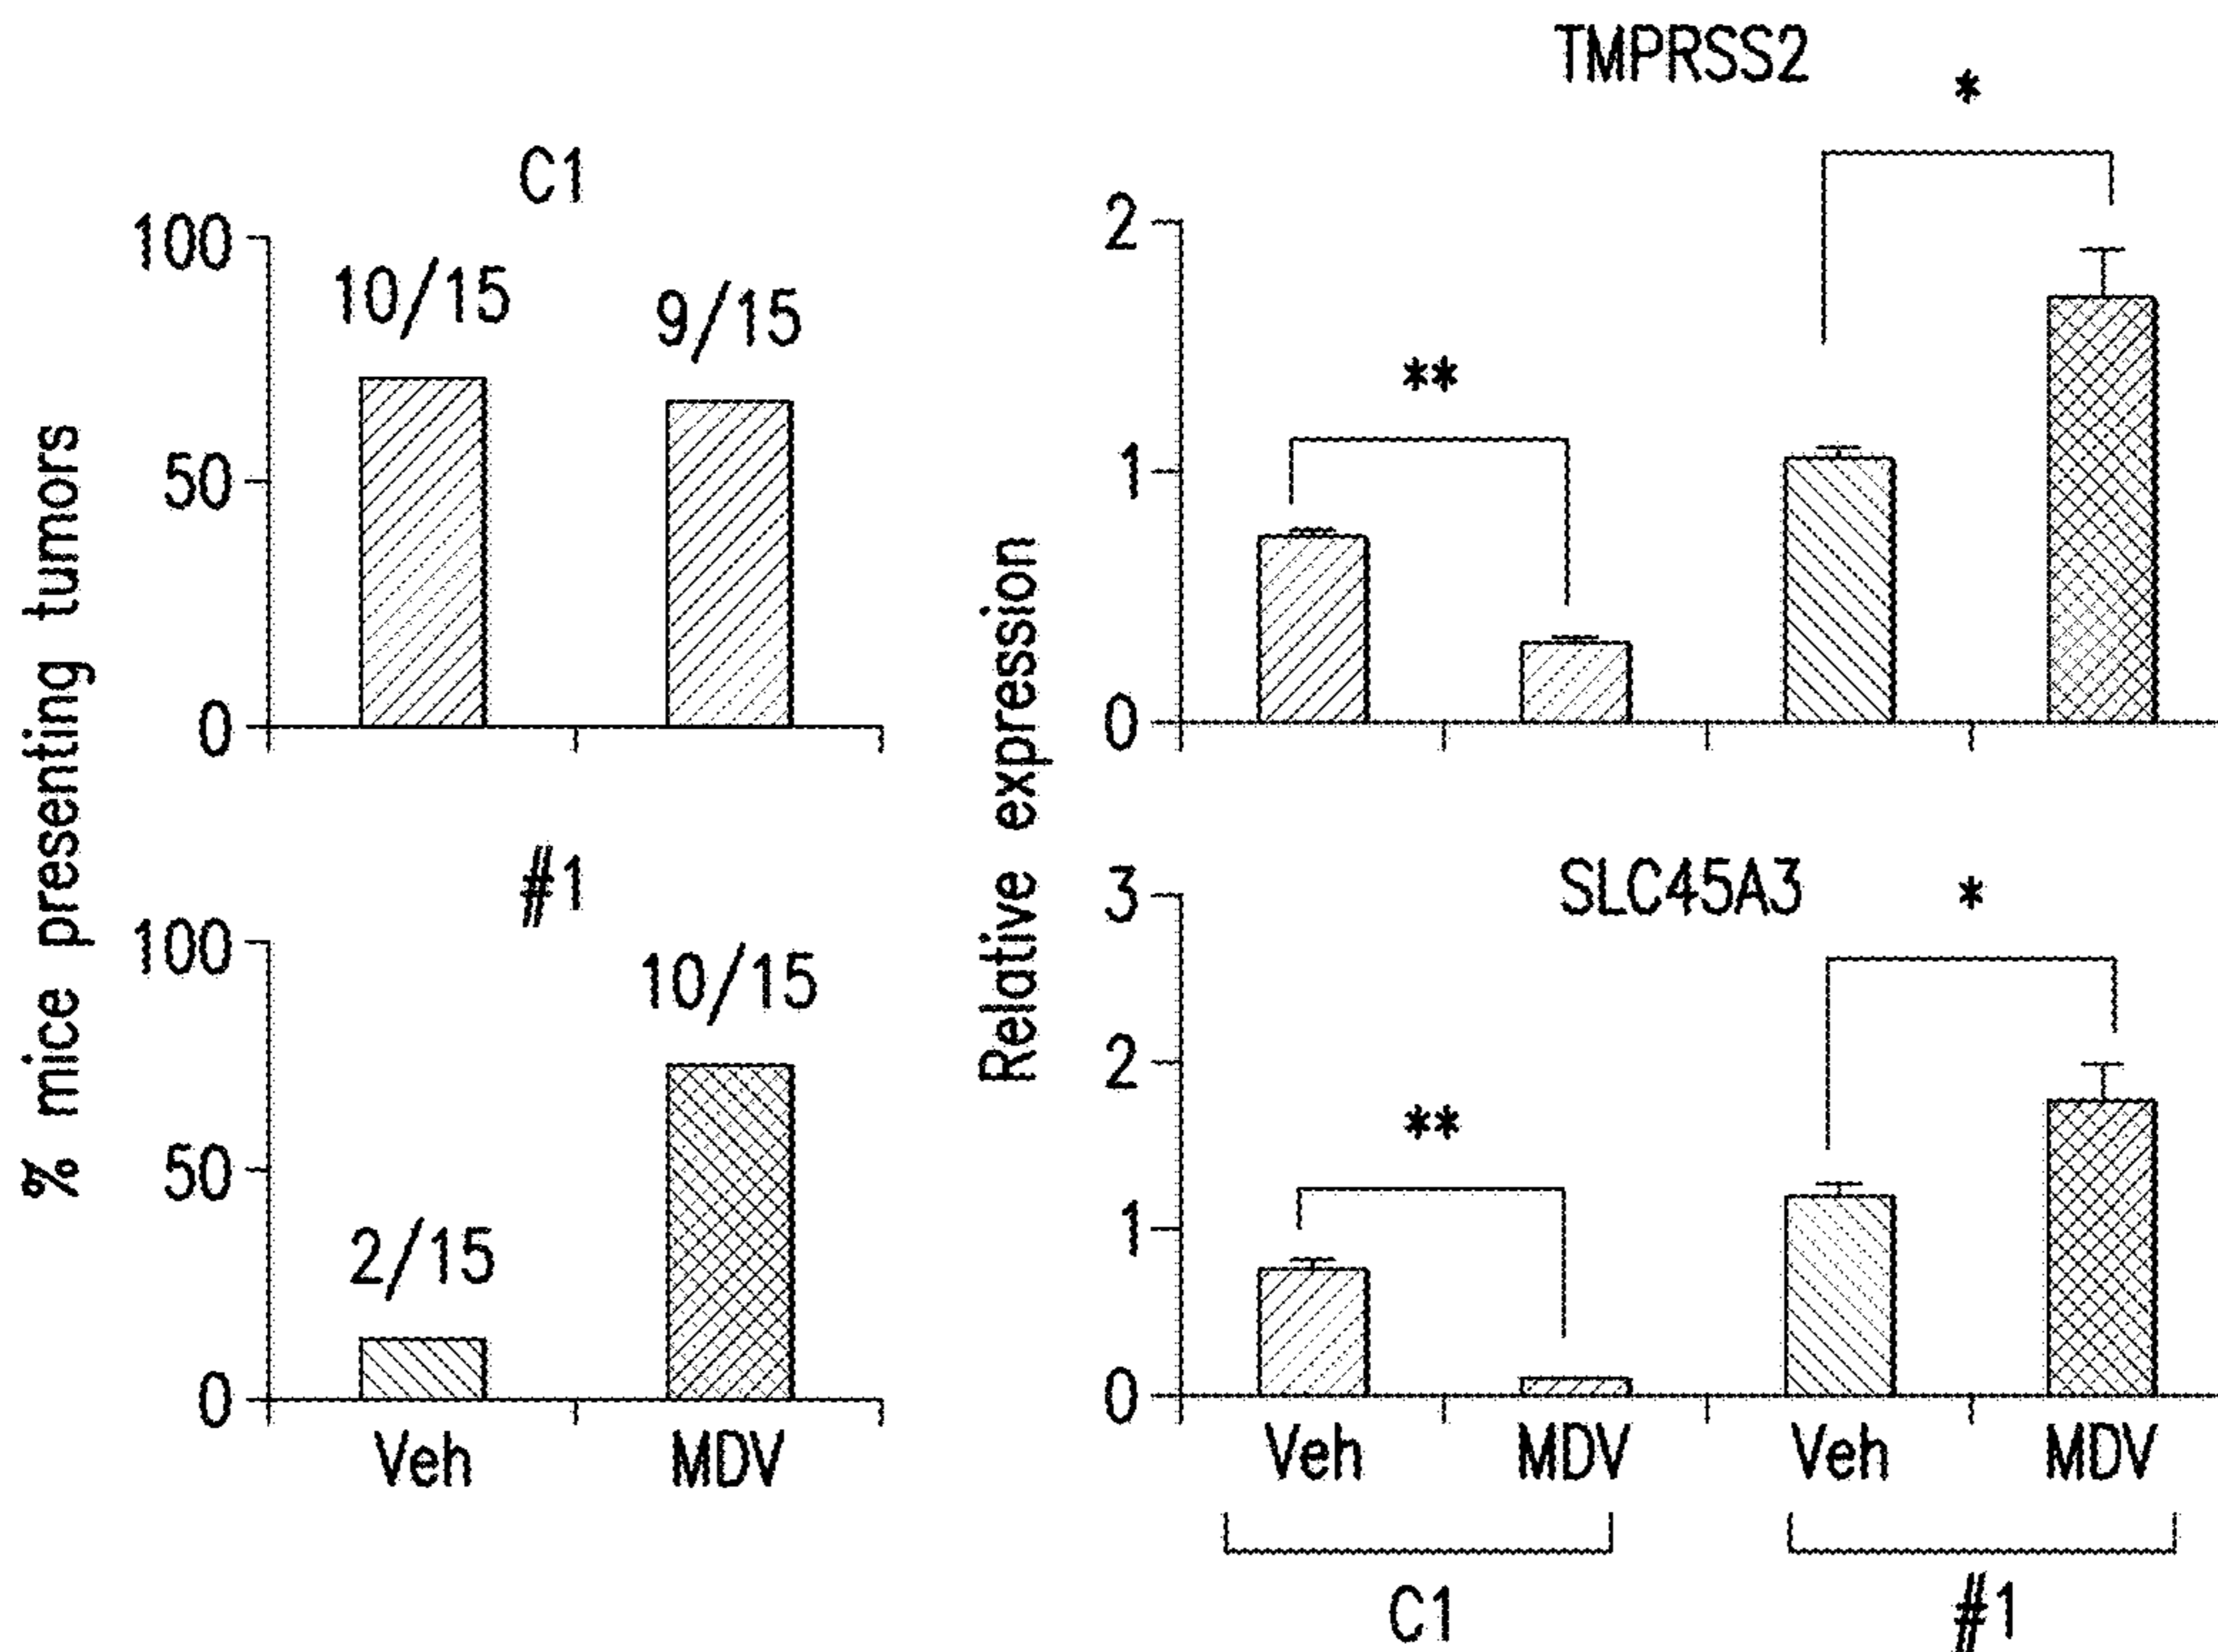 % mice presenting tumors
C1
100
50
0
10/15
9/15
#1
100
50
0
2/15
10/15
Veh MDV
Relative expression
TMPRSS2
2
1
0
**
*
SLC45A3
3
2
1
0
**
*
Veh MDV Veh MDV
C1 #1